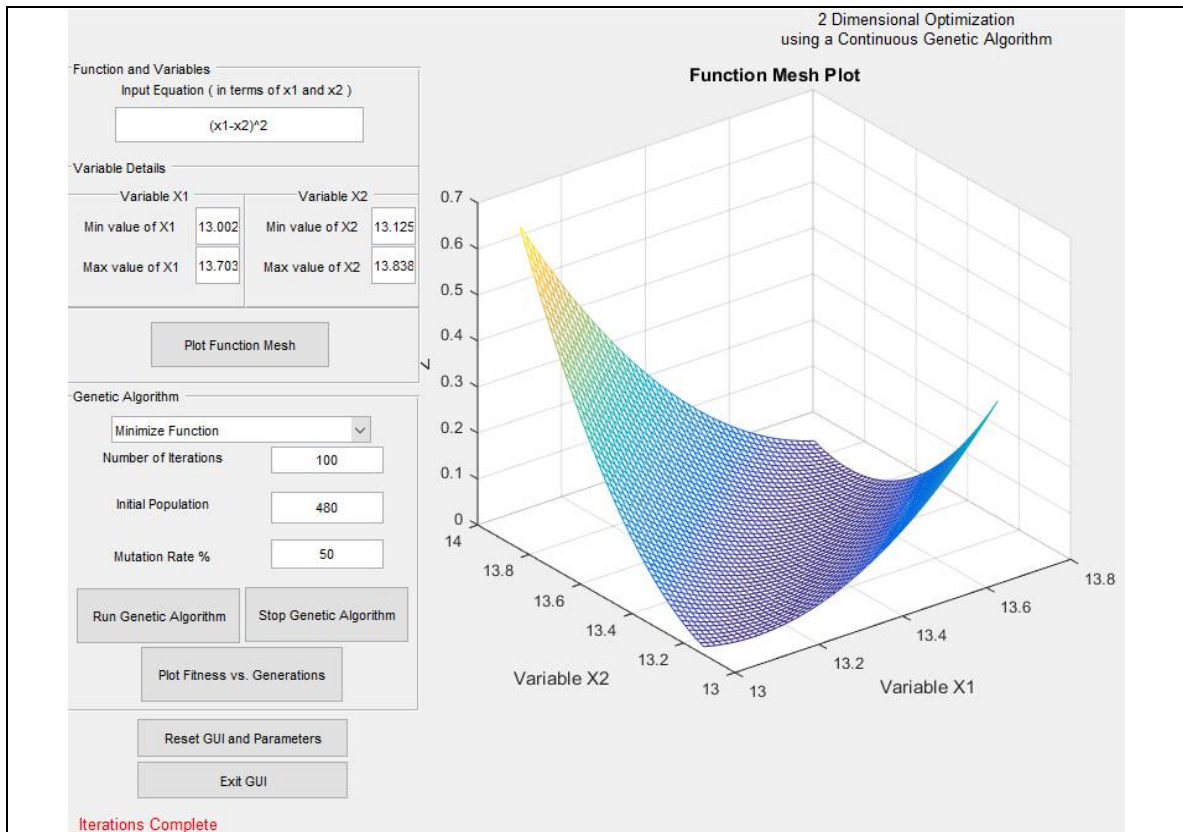 2 Dimensional Optimization
using a Continuous Genetic Algorithm
Function and Variables
Input Equation ( in terms of x1 and x2 )
(x1-x2)^2
Variable Details
Variable X1
Variable X2
Min value of X1 13.002
Min value of X2 13.125
Max value of X1 13.703
Max value of X2 13.838
Plot Function Mesh
Genetic Algorithm
Minimize Function
Number of Iterations 100
Initial Population 480
Mutation Rate % 50
Run Genetic Algorithm
Stop Genetic Algorithm
Plot Fitness vs. Generations
Reset GUI and Parameters
Exit GUI
Iterations Complete
Function Mesh Plot
0.7
0.6
0.5
0.4
0.3
0.2
0.1
0
14
13.8
13.6
13.4
13.2
13
Variable X2
13
13.2
13.4
13.6
13.8
Variable X1